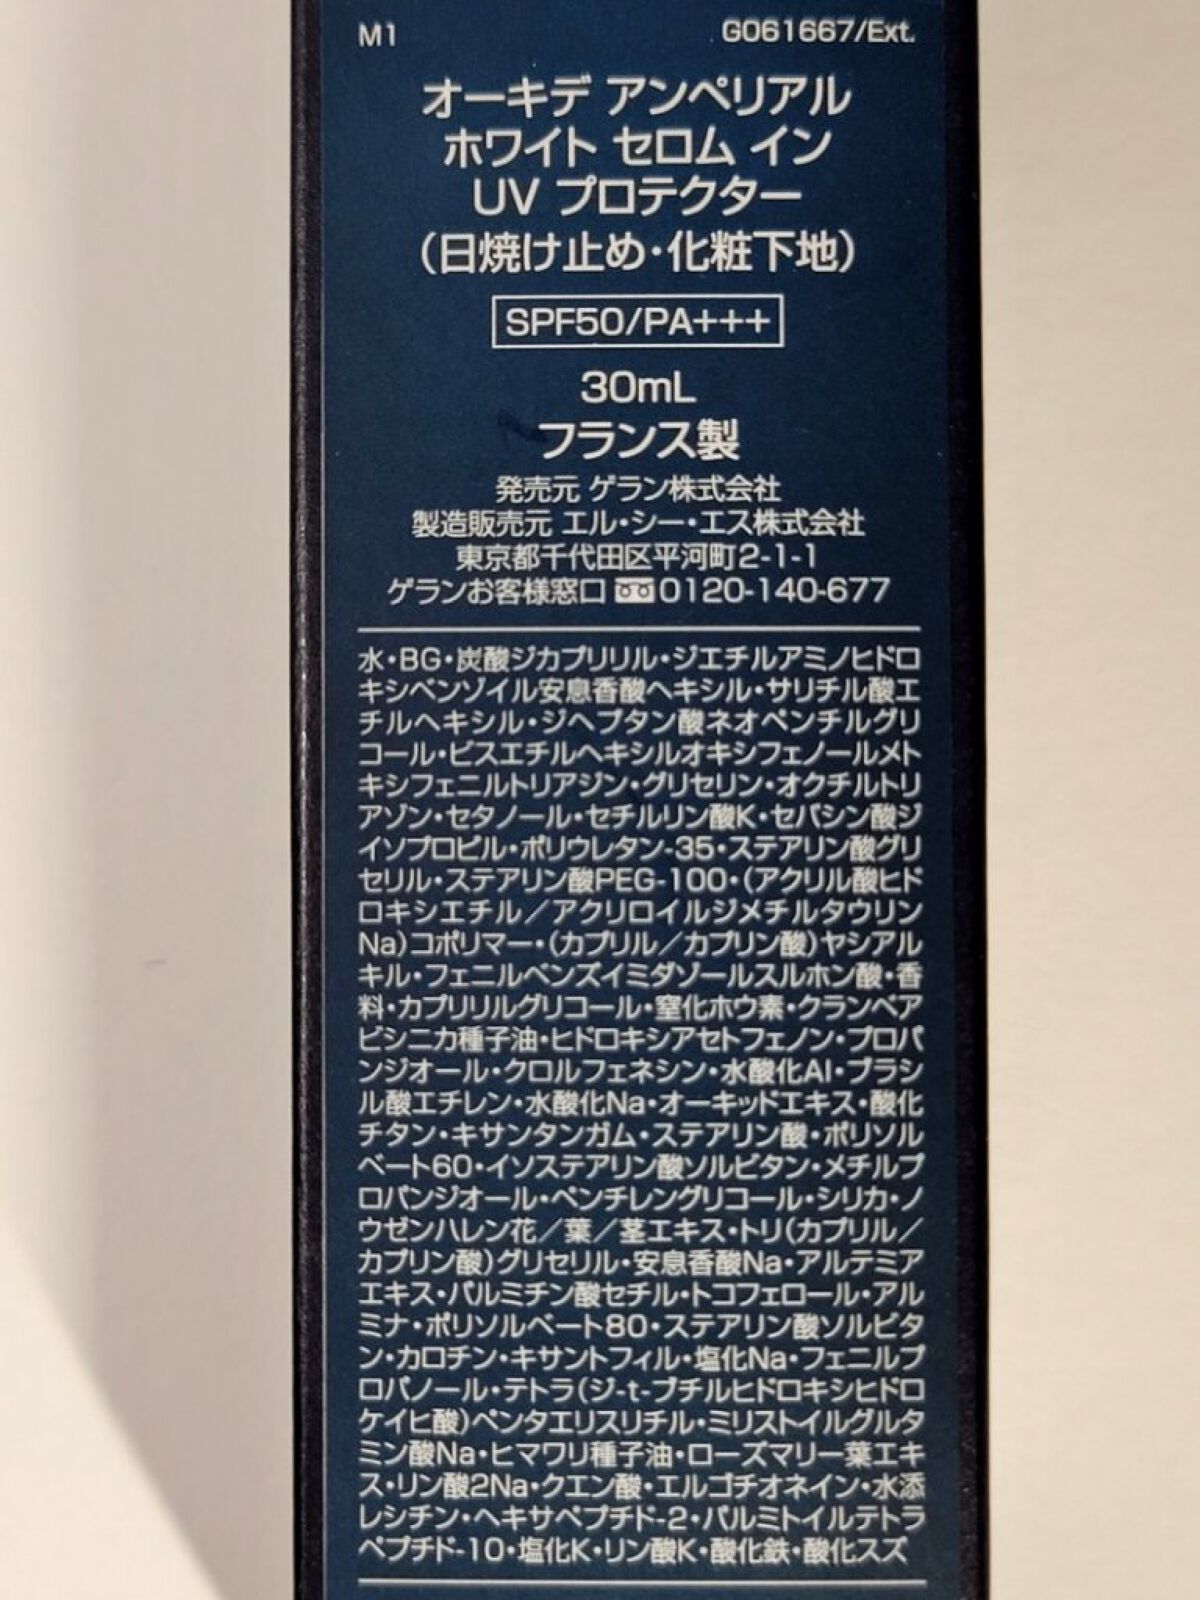 M1
G061667/Ext.
オーキデ アンペリアル
ホワイト セロム イン
UV プロテクター
(日焼け止め・化粧下地)
SPF50/PA+++
30mL
フランス製
発売元 ゲラン株式会社
製造販売元 エル・シー・エス株式会社
東京都千代田区平河町2-1-1
ゲランお客様窓口 0120-140-677
水・BG・炭酸ジカプリリル・ジエチルアミノヒドロ
キシベンゾイル安息香酸ヘキシル・サリチル酸エ
チルヘキシル・ジヘプタン酸ネオペンチルグリ
コール・ビスエチルヘキシルオキシフェノールメト
キシフェニルトリアジン・グリセリン・オクチルトリ
アゾン・セタノール・セチルリン酸K・セバシン酸ジ
イソプロピル・ポリウレタン-35・ステアリン酸グリ
セリル・ステアリン酸PEG-100・(アクリル酸ヒド
ロキシエチル/アクリロイルジメチルタウリン
Na)コポリマー・(カプリル/カプリン酸)ヤシアル
キル・フェニルベンズイミダゾールスルホン酸・香
料・カプリリルグリコール・窒化ホウ素・クランベア
ビシニカ種子油・ヒドロキシアセトフェノン・プロパ
ンジオール・クロルフェネシン・水酸化Al・ブラシ
ル酸エチレン・水酸化Na・オーキッドエキス・酸化
チタン・キサンタンガム・ステアリン酸・ポリソル
ベート60・イソステアリン酸ソルビタン・メチルプ
ロパンジオール・ペンチレングリコール・シリカ・ノ
ウゼンハレン花/葉/茎エキス・トリ(カプリル/
カプリン酸)グリセリル・安息香酸Na・アルテミア
エキス・パルミチン酸セチル・トコフェロール・アル
ミナ・ポリソルベート80・ステアリン酸ソルビタ
ン・カロチン・キサントフィル・塩化Na・フェニルプ
ロパノール・テトラ(ジ-t-ブチルヒドロキシヒドロ
ケイヒ酸)ペンタエリスリチル・ミリストイルグルタ
ミン酸Na・ヒマワリ種子油・ローズマリー葉エキ
ス・リン酸2Na・クエン酸・エルゴチオネイン・水添
レシチン・ヘキサペプチド-2・パルミトイルテトラ
ペプチド-10・塩化K・リン酸K・酸化鉄・酸化スズ